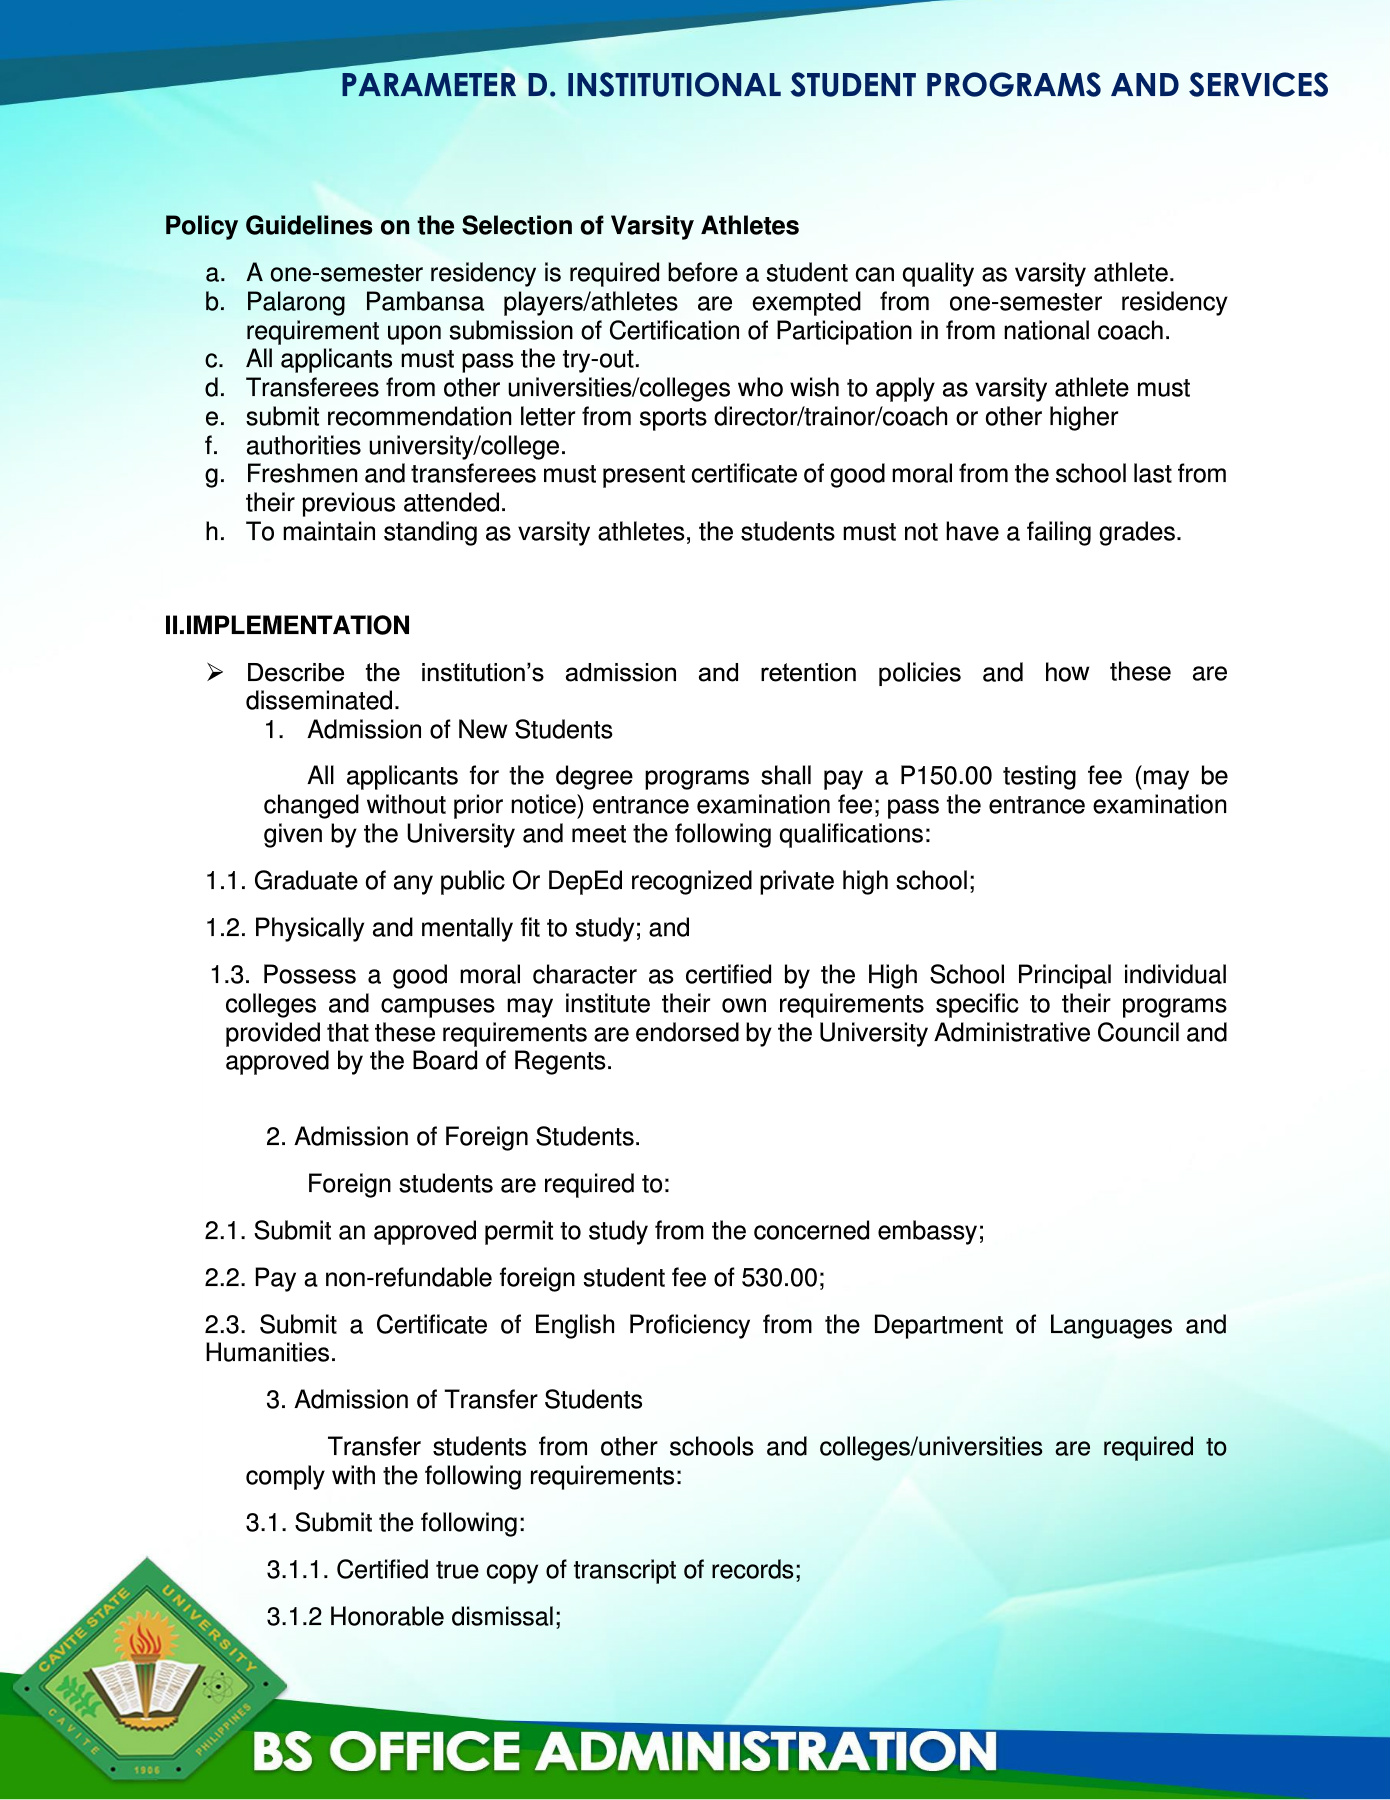 PARAMETER D. INSTITUTIONAL STUDENT PROGRAMS AND SERVICES
Policy Guidelines on the Selection of Varsity Athletes
a. A one-semester residency is required before a student can quality as varsity athlete.
b. Palarong Pambansa players/athletes are exempted from one-semester residency
requirement upon submission of Certification of Participation in from national coach.
c. All applicants must pass the try-out.
d. Transferees from other universities/colleges who wish to apply as varsity athlete must
e. submit recommendation letter from sports director/trainor/coach or other higher
f. authorities university/college.
g. Freshmen and transferees must present certificate of good moral from the school last from
their previous attended.
h. To maintain standing as varsity athletes, the students must not have a failing grades.
II.IMPLEMENTATION
➢ Describe the institution’s admission and retention policies and how these are
disseminated.
1. Admission of New Students
All applicants for the degree programs shall pay a P150.00 testing fee (may be
changed without prior notice) entrance examination fee; pass the entrance examination
given by the University and meet the following qualifications:
1.1. Graduate of any public Or DepEd recognized private high school;
1.2. Physically and mentally fit to study; and
1.3. Possess a good moral character as certified by the High School Principal individual
colleges and campuses may institute their own requirements specific to their programs
provided that these requirements are endorsed by the University Administrative Council and
approved by the Board of Regents.
2. Admission of Foreign Students.
Foreign students are required to:
2.1. Submit an approved permit to study from the concerned embassy;
2.2. Pay a non-refundable foreign student fee of 530.00;
2.3. Submit a Certificate of English Proficiency from the Department of Languages and
Humanities.
3. Admission of Transfer Students
Transfer students from other schools and colleges/universities are required to
comply with the following requirements:
3.1. Submit the following:
3.1.1. Certified true copy of transcript of records;
3.1.2 Honorable dismissal;
CAVITE STATE UNIVERSITY
CAVITE PHILIPPINES
1906
BS OFFICE ADMINISTRATION